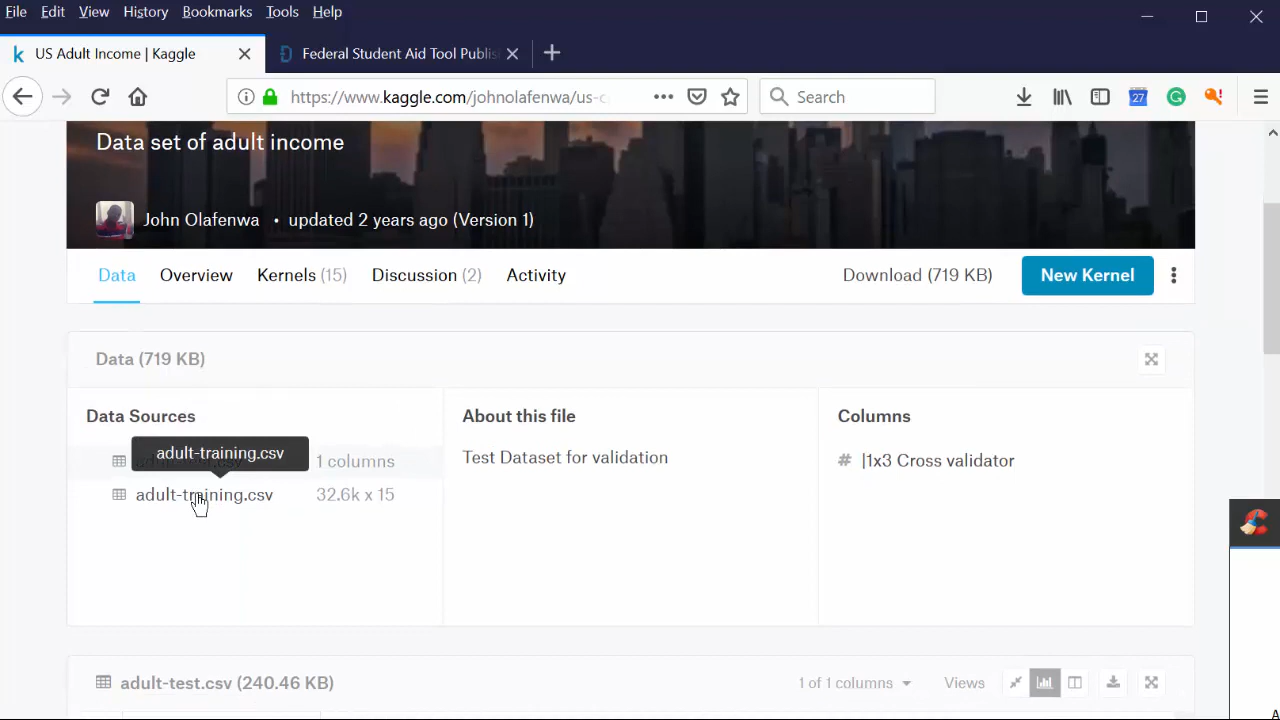 File Edit View History Bookmarks Tools Help
US Adult Income | Kaggle
Federal Student Aid Tool Publis
https://www.kaggle.com/johnolafenwa/us-c
Search
27
Data set of adult income
John Olafenwa • updated 2 years ago (Version 1)
Data Overview Kernels (15) Discussion (2) Activity Download (719 KB) New Kernel
Data (719 KB)
Data Sources
About this file
Columns
adult-training.csv
1 columns
Test Dataset for validation
# |1x3 Cross validator
adult-training.csv 32.6k x 15
adult-test.csv (240.46 KB) 1 of 1 columns Views
A